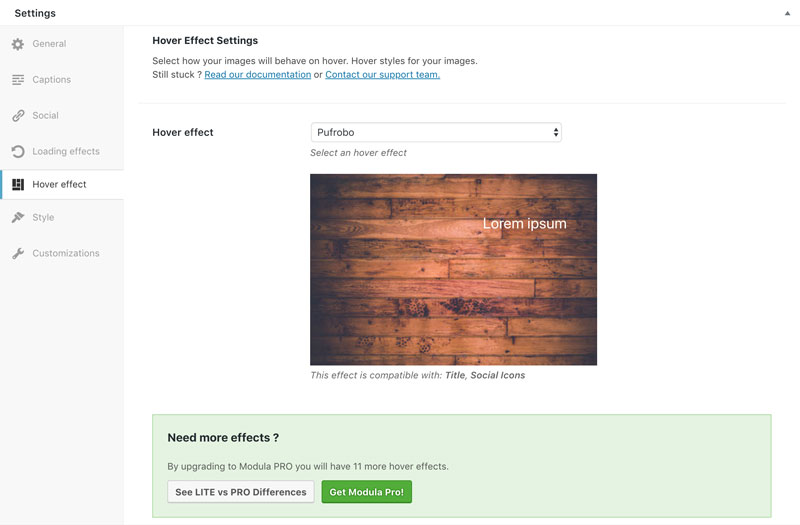 Settings
General
Captions
Social
Loading effects
Hover effect
Style
Customizations
Hover Effect Settings
Select how your images will behave on hover. Hover styles for your images.
Still stuck ? Read our documentation or Contact our support team.
Hover effect
Pufrobo
Select an hover effect
Lorem ipsum
This effect is compatible with: Title, Social Icons
Need more effects ?
By upgrading to Modula PRO you will have 11 more hover effects.
See LITE vs PRO Differences
Get Modula Pro!